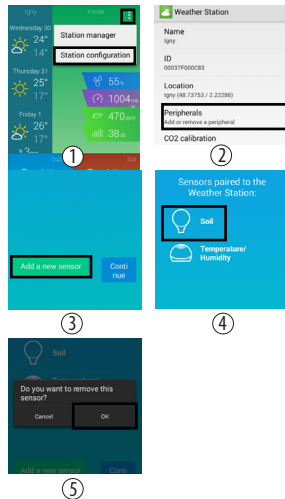 Igny
Inside
Wednesday 30
24°
14°
Station manager
Station configuration
Thursday 31
25°
17°
55%
1004
Friday 1
26°
17°
470ppm
38db
Soil
①
Weather Station
Name
Igny
ID
00037F000C83
Location
Igny (48.73753 / 2.22286)
Peripherals
Add or remove a peripheral
CO2 calibration
②
Add a new sensor
Conti
nue
③
Sensors paired to the
Weather Station:
Soil
Temperature/
Humidity
④
Soil
Do you want to remove this
sensor?
Cancel
OK
Add a new sensor
Conti
⑤